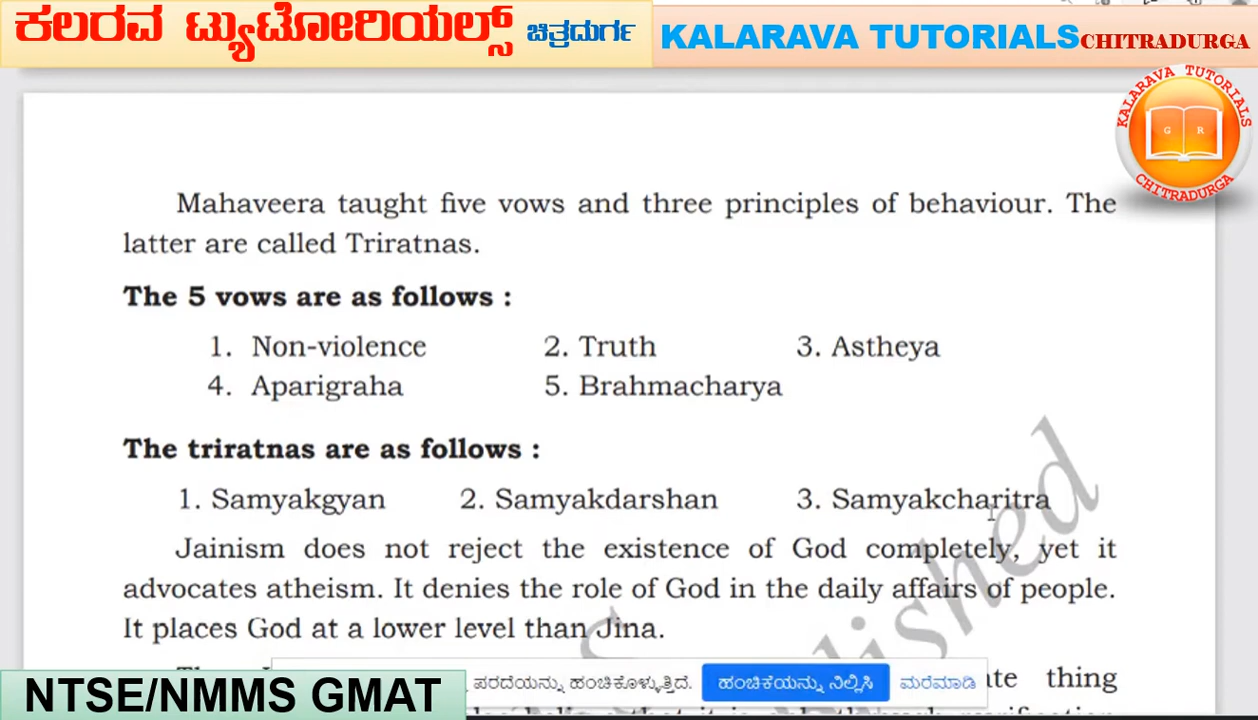 ಕಲರವ ಟ್ಯುಟೋರಿಯಲ್ಸ್ ಚಿತ್ರದುರ್ಗ KALARAVA TUTORIALS CHITRADURGA
KALARAVA TUTORIALS
G R
CHITRADURGA
Mahaveera taught five vows and three principles of behaviour. The
latter are called Triratnas.
The 5 vows are as follows :
1. Non-violence 2. Truth 3. Astheya
4. Aparigraha 5. Brahmacharya
The triratnas are as follows :
1. Samyakgyan 2. Samyakdarshan 3. Samyakcharitra
Jainism does not reject the existence of God completely, yet it
advocates atheism. It denies the role of God in the daily affairs of people.
It places God at a lower level than Jina.
thing
ಪರದೆಯನ್ನು ಹಂಚಿಕೊಳ್ಳುತ್ತಿದೆ. ಹಂಚಿಕೆಯನ್ನು ನಿಲ್ಲಿಸಿ ಮರೆಮಾಡಿ
NTSE/NMMS GMAT